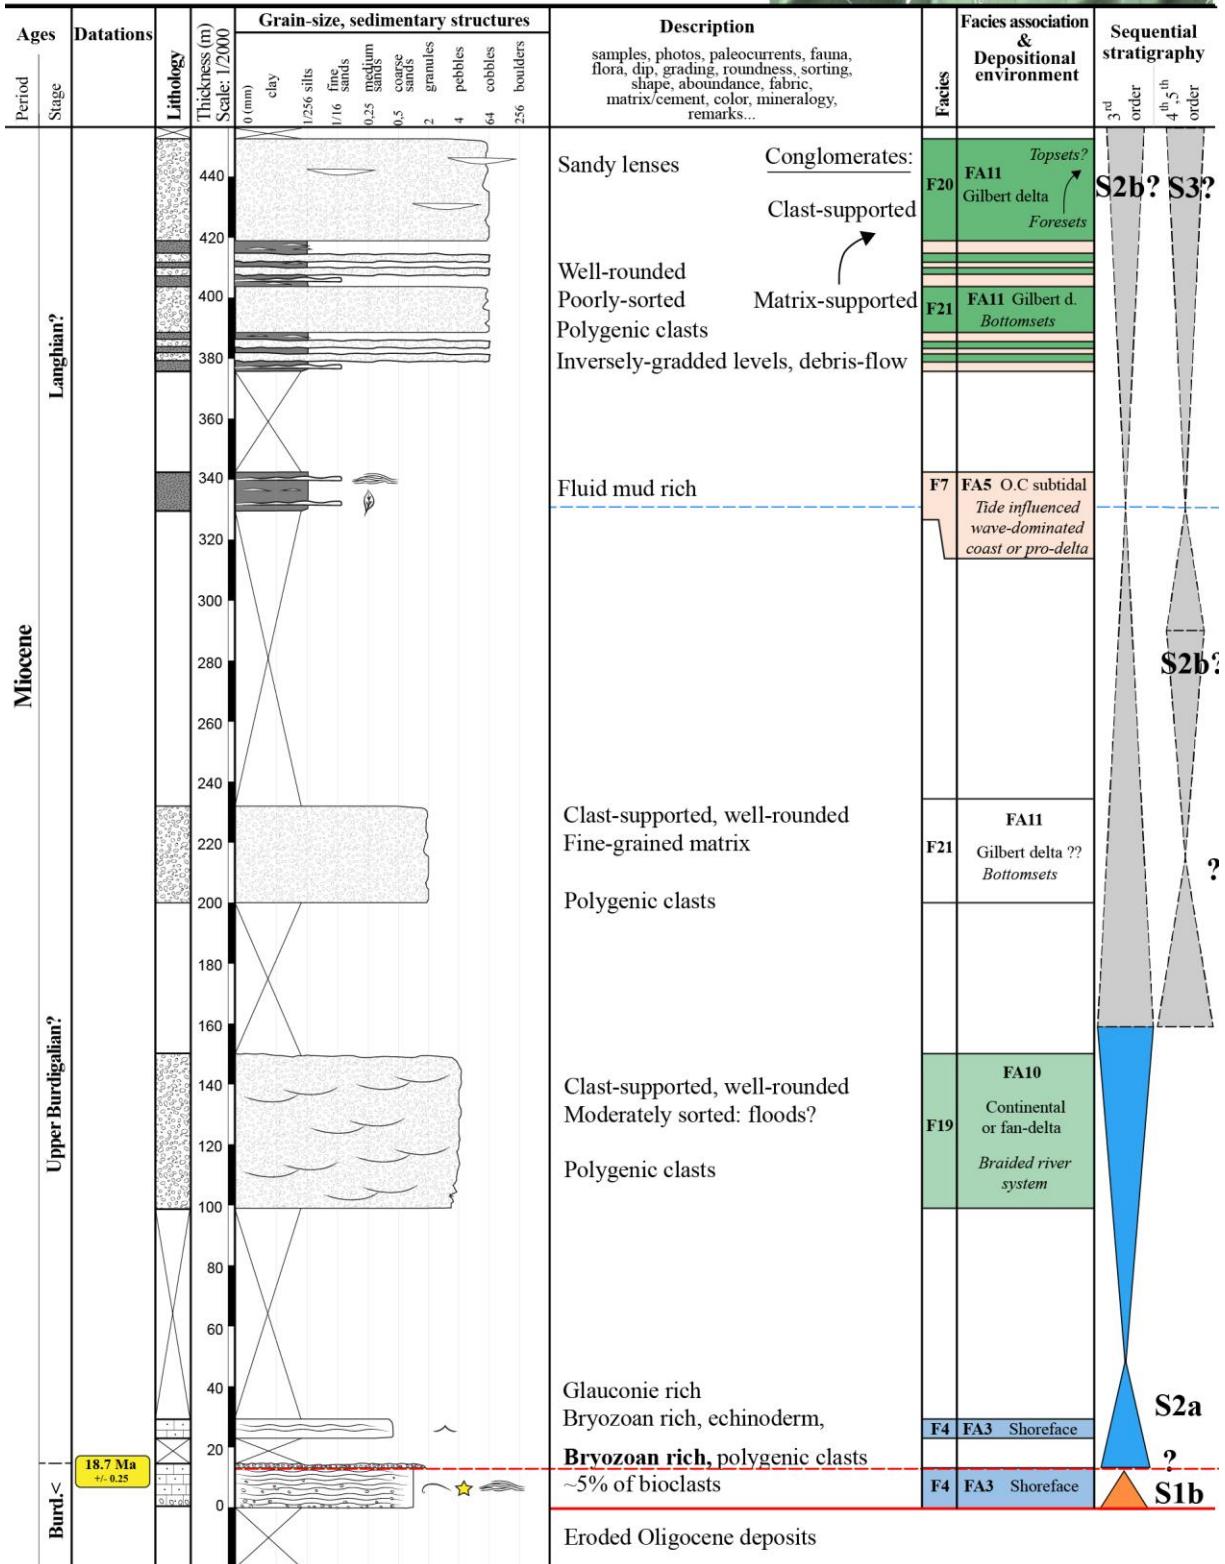 Ages
Datations
Period
Stage
Lithology
Thickness (m)
Scale: 1/2000
Grain-size, sedimentary structures
0 (mm)
clay
1/256 silts
1/16 fine
sands
0,25 medium
sands
0,5 coarse
sands
2 granules
4 pebbles
64 cobbles
256 boulders
Description
samples, photos, paleocurrents, fauna,
flora, dip, grading, roundness, sorting,
shape, aboundance, fabric,
matrix/cement, color, mineralogy,
remarks...
Facies
Facies association
&
Depositional
environment
Sequential
stratigraphy
3rd
order
4th,5th
order
Miocene
Langhian?
Upper Burdigalian?
Burd.<
18.7 Ma
+/- 0.25
440
420
400
380
360
340
320
300
280
260
240
220
200
180
160
140
120
100
80
60
40
20
0
Sandy lenses
Conglomerates:
Clast-supported
Matrix-supported
Well-rounded
Poorly-sorted
Polygenic clasts
Inversely-gradded levels, debris-flow
Fluid mud rich
Clast-supported, well-rounded
Fine-grained matrix
Polygenic clasts
Clast-supported, well-rounded
Moderately sorted: floods?
Polygenic clasts
Glauconie rich
Bryozoan rich, echinoderm,
Bryozoan rich, polygenic clasts
~5% of bioclasts
Eroded Oligocene deposits
F20
FA11
Gilbert delta
Topsets?
Foresets
F21
FA11 Gilbert d.
Bottomsets
F7
FA5 O.C subtidal
Tide influenced
wave-dominated
coast or pro-delta
F21
FA11
Gilbert delta ??
Bottomsets
F19
FA10
Continental
or fan-delta
Braided river
system
F4 FA3 Shoreface
F4 FA3 Shoreface
S2b? S3?
S2b?
?
S2a
?
S1b